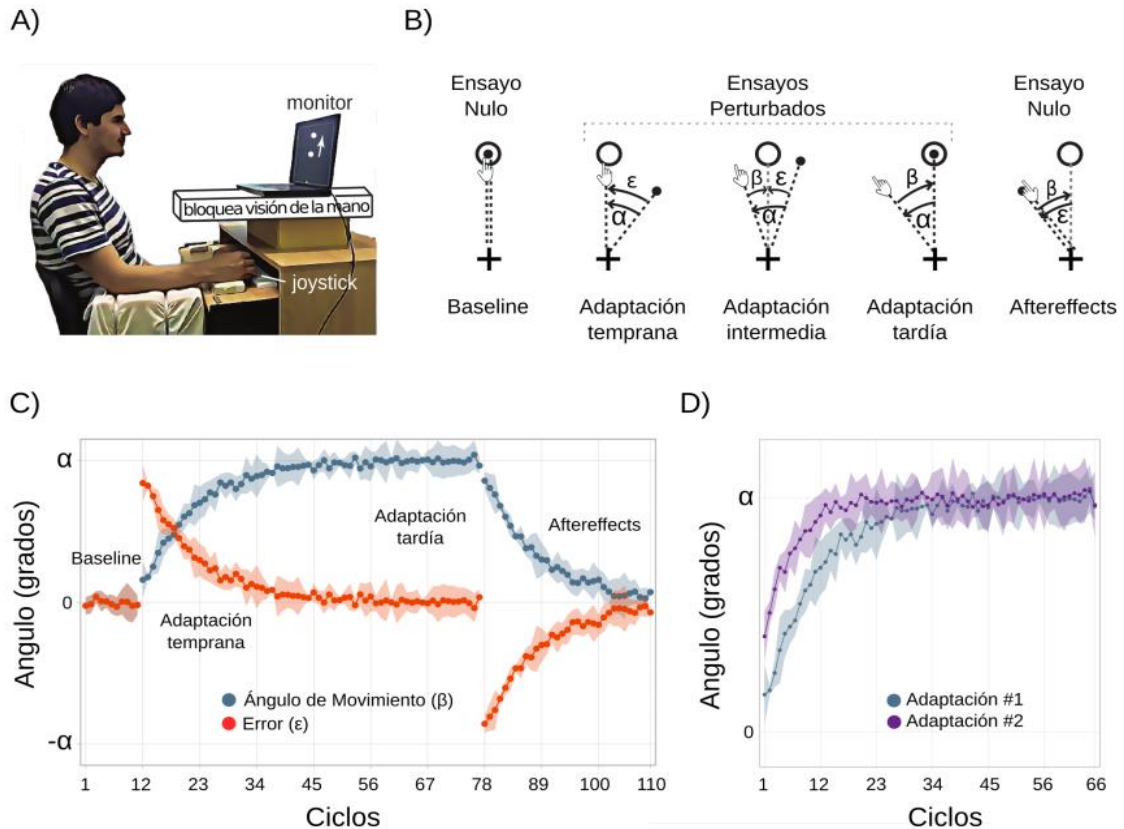 A)
monitor
bloquea visión de la mano
joystick
B)
Ensayo
Nulo
Ensayos
Perturbados
Ensayo
Nulo
ε
α
β
ε
α
β
α
β
ε
Baseline
Adaptación
temprana
Adaptación
intermedia
Adaptación
tardía
Aftereffects
C)
Angulo (grados)
α
0
-α
Baseline
Adaptación
temprana
Adaptación
tardía
Aftereffects
Ángulo de Movimiento (β)
Error (ε)
1 12 23 34 45 56 67 78 89 100 110
Ciclos
D)
Angulo (grados)
α
0
Adaptación #1
Adaptación #2
1 12 23 34 45 56 66
Ciclos